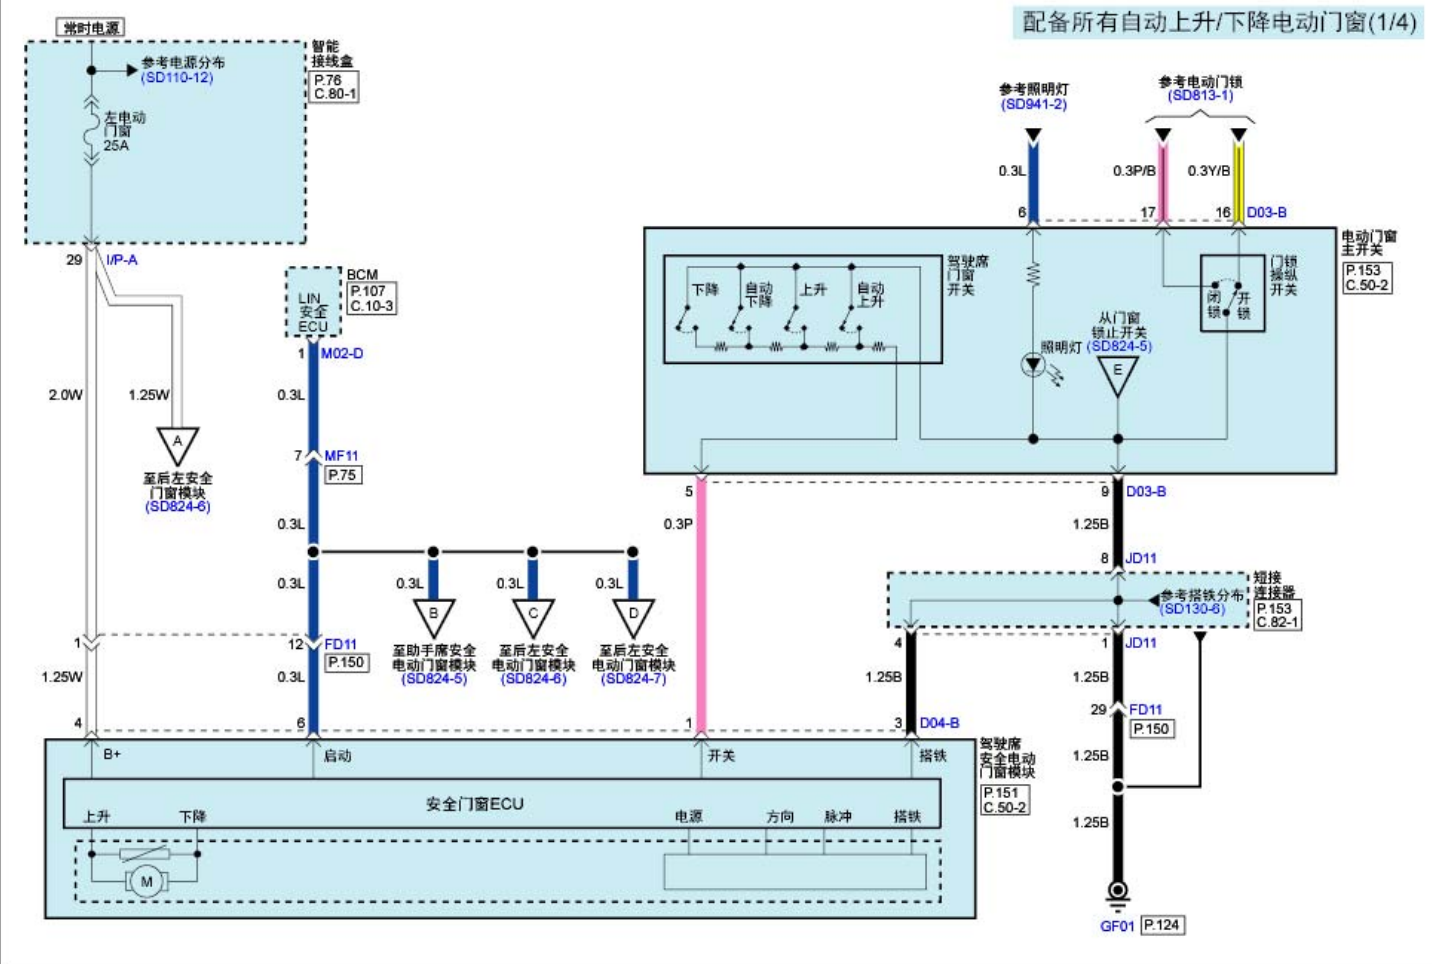 配备所有自动上升/下降电动门窗(1/4)
常时电源
参考电源分布
(SD110-12)
左电动
门窗
25A
智能
接线盒
P.76
C.80-1
29
I/P-A
2.0W
1.25W
A
至后左安全
门窗模块
(SD824-6)
LIN_
安全
ECU
BCM
P.107
C.10-3
1
M02-D
0.3L
7
MF11
P.75
0.3L
0.3L
0.3L
0.3L
0.3L
B
C
D
至助手席安全
电动门窗模块
(SD824-5)
至后左安全
电动门窗模块
(SD824-6)
至后左安全
电动门窗模块
(SD824-7)
1
12
FD11
P.150
1.25W
0.3L
4
6
1
3
D04-B
参考照明灯
(SD941-2)
参考电动门锁
(SD813-1)
0.3L
0.3P/B
0.3Y/B
6
17
16
D03-B
电动门窗
主开关
P.153
C.50-2
驾驶席
门窗
开关
下降
自动
下降
上升
自动
上升
门锁
操纵
开关
闭
锁
开
锁
从门窗
锁止开关
(SD824-5)
照明灯
E
5
9
D03-B
0.3P
1.25B
8
JD11
参考搭铁分布
(SD130-6)
短接
连接器
P.153
C.82-1
4
1
JD11
1.25B
1.25B
29
FD11
P.150
1.25B
1.25B
GF01
P.124
B+
启动
开关
搭铁
驾驶席
安全电动
门窗模块
P.151
C.50-2
安全门窗ECU
上升
下降
电源
方向
脉冲
搭铁
M